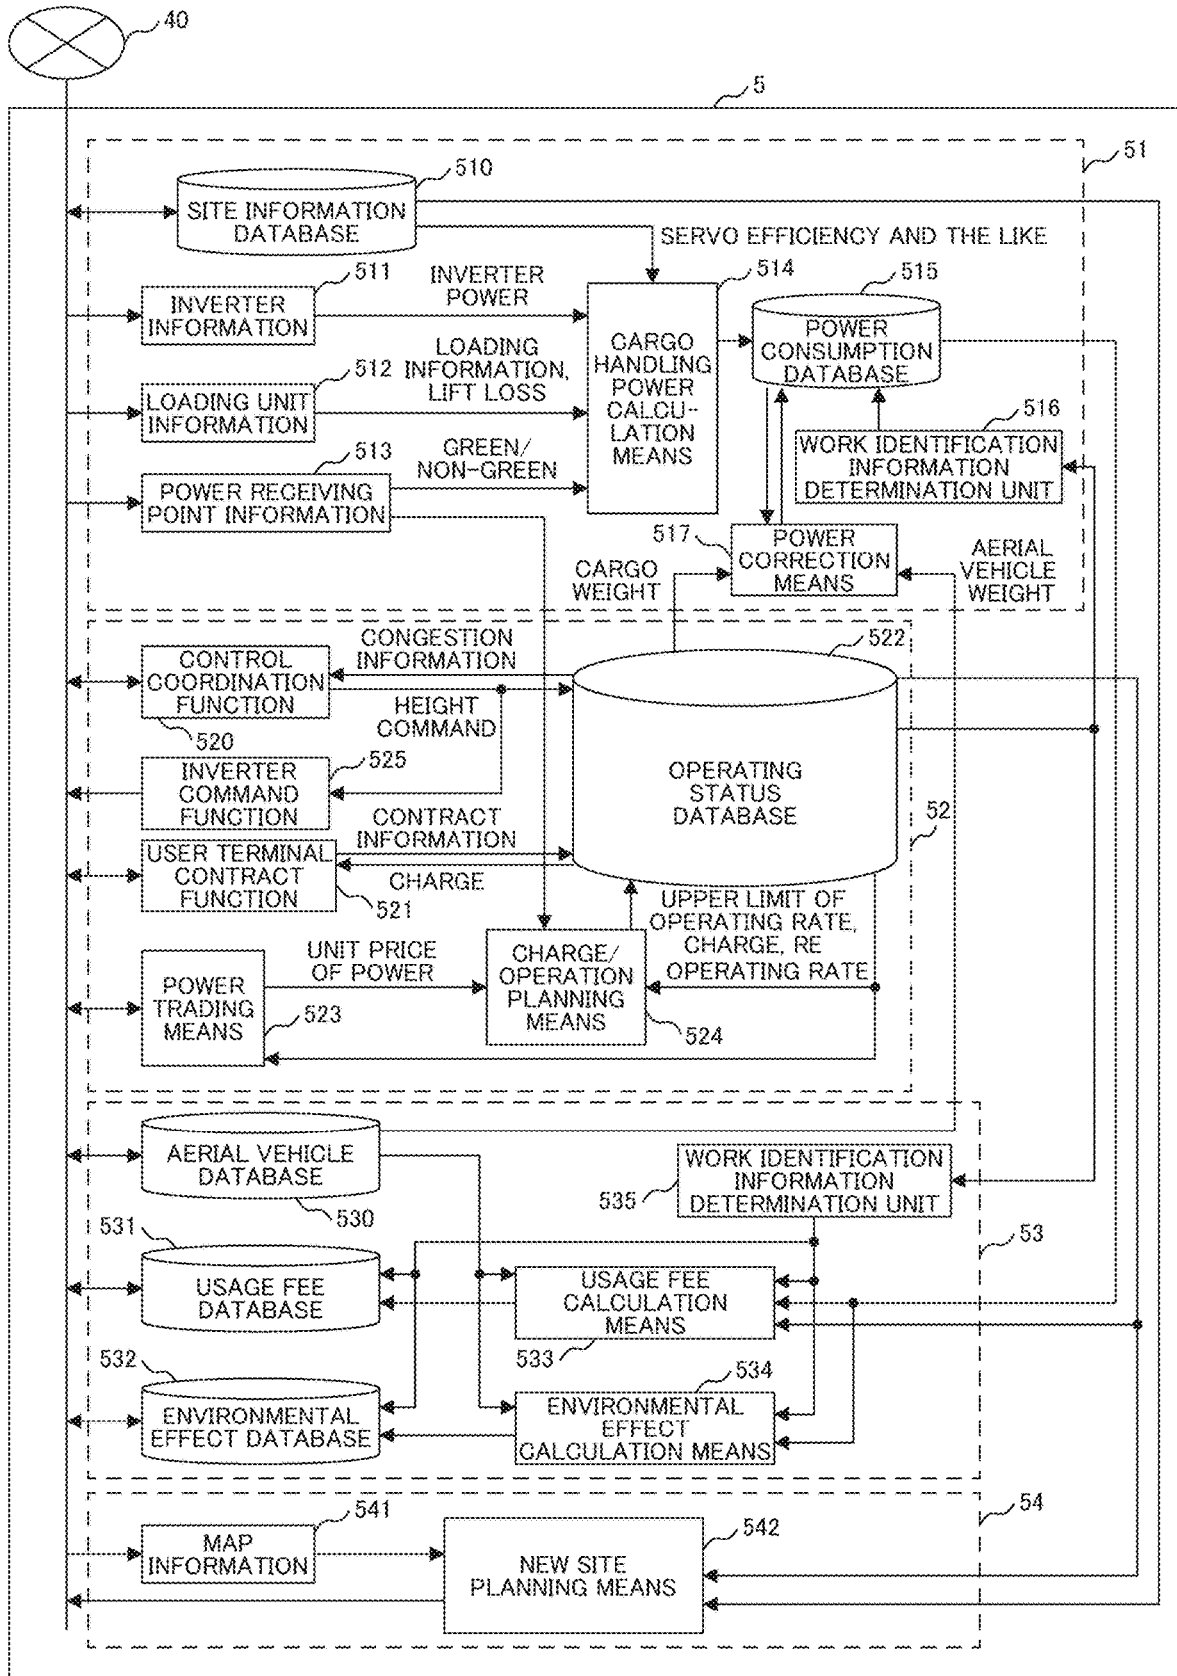 40
5
51
510
SITE INFORMATION
DATABASE
SERVO EFFICIENCY AND THE LIKE
511
INVERTER
POWER
514
515
INVERTER
INFORMATION
CARGO
HANDLING
POWER
CALCU-
LATION
MEANS
POWER
CONSUMPTION
DATABASE
512
LOADING
INFORMATION,
LIFT LOSS
LOADING UNIT
INFORMATION
516
WORK IDENTIFICATION
INFORMATION
DETERMINATION UNIT
513
GREEN/
NON-GREEN
POWER RECEIVING
POINT INFORMATION
517
POWER
CORRECTION
MEANS
CARGO
WEIGHT
AERIAL
VEHICLE
WEIGHT
522
CONGESTION
INFORMATION
CONTROL
COORDINATION
FUNCTION
HEIGHT
COMMAND
520
525
INVERTER
COMMAND
FUNCTION
OPERATING
STATUS
DATABASE
52
CONTRACT
INFORMATION
USER TERMINAL
CONTRACT
FUNCTION
CHARGE
521
UPPER LIMIT OF
OPERATING RATE,
CHARGE, RE
OPERATING RATE
UNIT PRICE
OF POWER
POWER
TRADING
MEANS
523
CHARGE/
OPERATION
PLANNING
MEANS
524
AERIAL VEHICLE
DATABASE
530
WORK IDENTIFICATION
INFORMATION
DETERMINATION UNIT
535
531
53
USAGE FEE
DATABASE
USAGE FEE
CALCULATION
MEANS
533
532
534
ENVIRONMENTAL
EFFECT DATABASE
ENVIRONMENTAL
EFFECT
CALCULATION MEANS
541
54
MAP
INFORMATION
542
NEW SITE
PLANNING MEANS